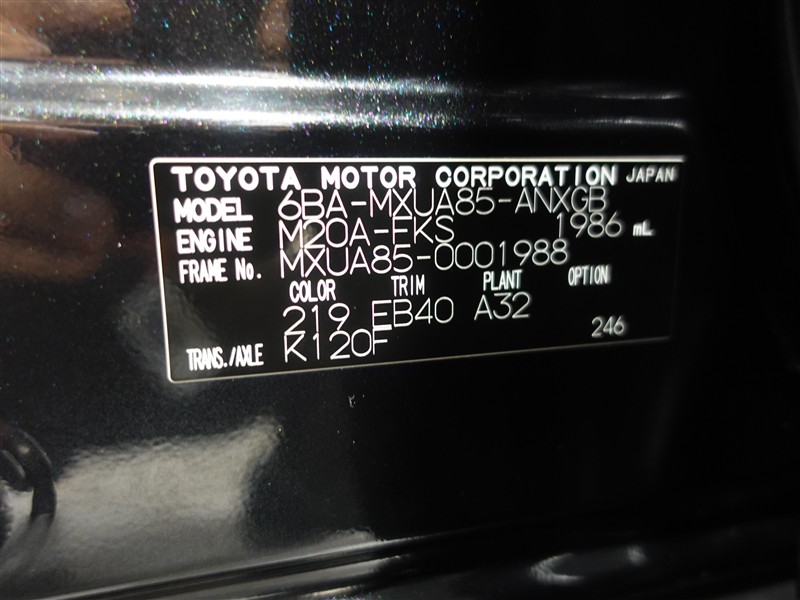 TOYOTA MOTOR CORPORATION JAPAN
MODEL 6BA-MXUA85-ANXGB
ENGINE M20A-FKS 1986 mL
FRAME No. MXUA85-0001988
COLOR TRIM PLANT OPTION
219 EB40 A32
246
TRANS./AXLE K120F